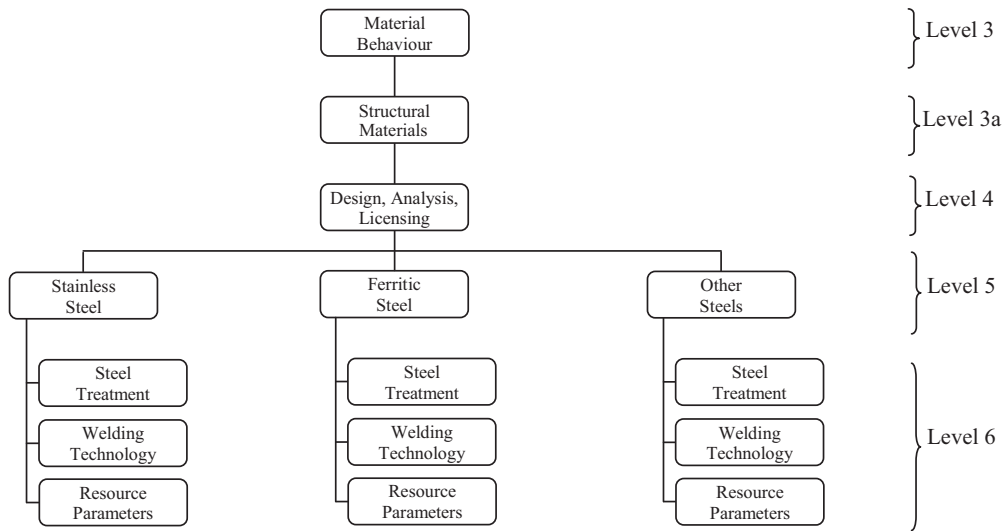 Material
Behaviour
Level 3
Structural
Materials
Level 3a
Design, Analysis,
Licensing
Level 4
Stainless
Steel
Ferritic
Steel
Other
Steels
Level 5
Steel
Treatment
Welding
Technology
Resource
Parameters
Steel
Treatment
Welding
Technology
Resource
Parameters
Steel
Treatment
Welding
Technology
Resource
Parameters
Level 6